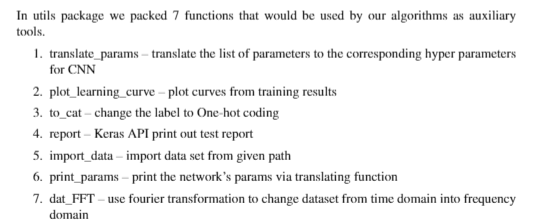 In utils package we packed 7 functions that would be used by our algorithms as auxiliary
tools.
1. translate_params – translate the list of parameters to the corresponding hyper parameters
for CNN
2. plot_learning_curve – plot curves from training results
3. to_cat – change the label to One-hot coding
4. report – Keras API print out test report
5. import_data – import data set from given path
6. print_params – print the network's params via translating function
7. dat_FFT – use fourier transformation to change dataset from time domain into frequency
domain